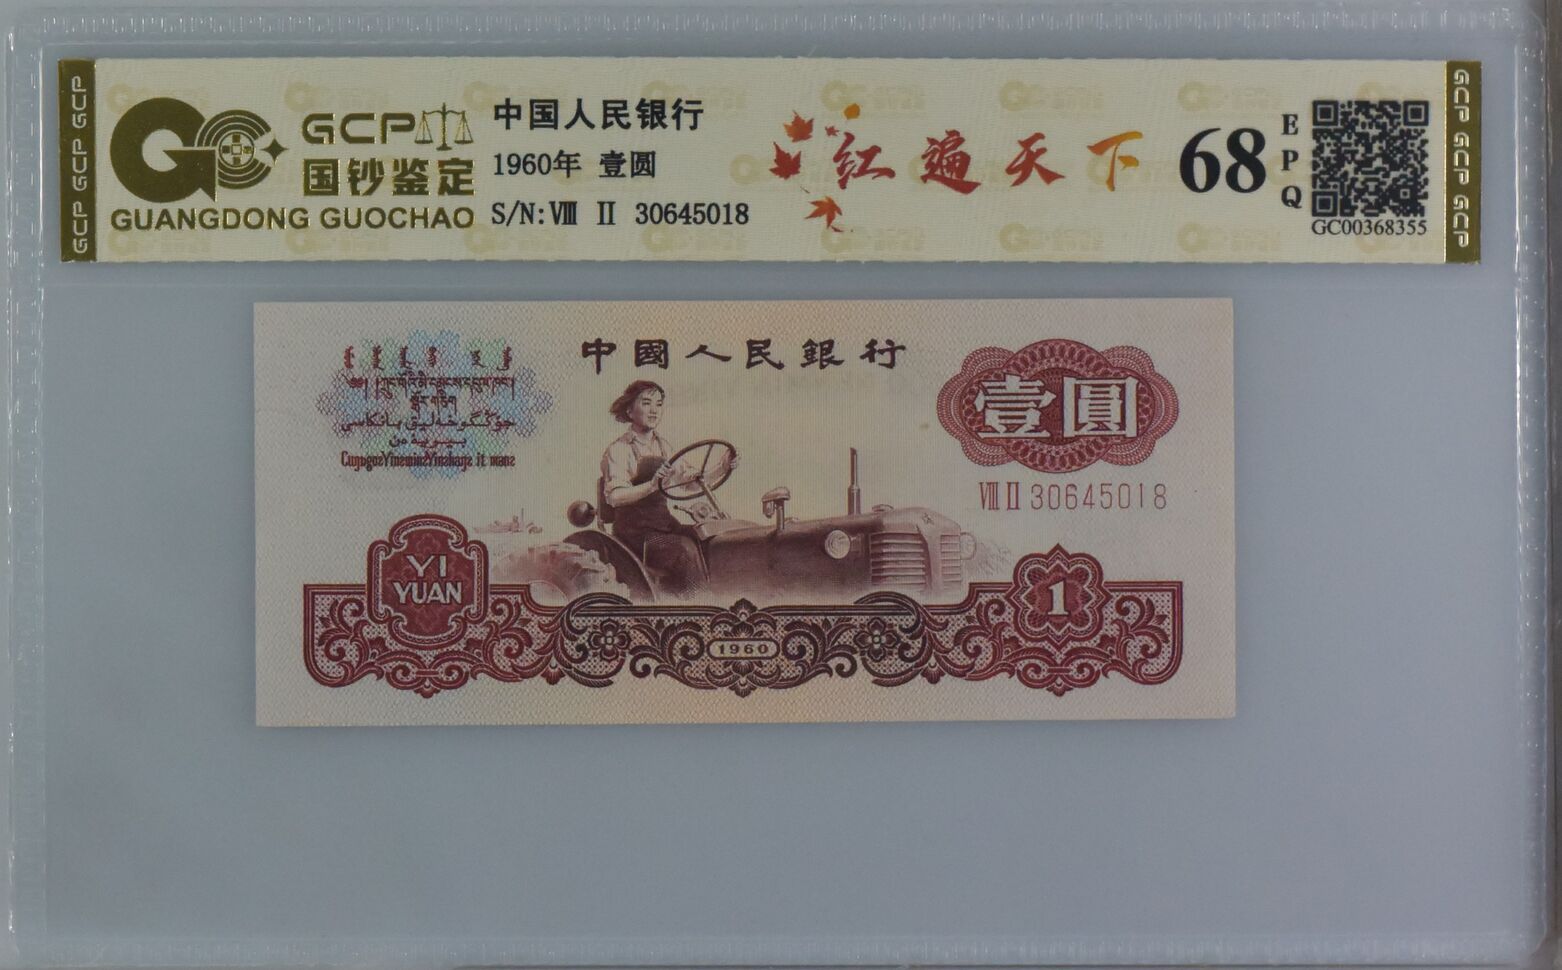 GCP GCP GCP
GCP
国钞鉴定
GUANGDONG GUOCHAO
中国人民银行
1960年 壹圆
S/N: Ⅷ Ⅱ 30645018
红遍天下
68
EPQ
GC00368355
GCP GCP GCP
中國人民銀行
壹圓
Ⅷ Ⅱ 30645018
YI
YUAN
1960
1